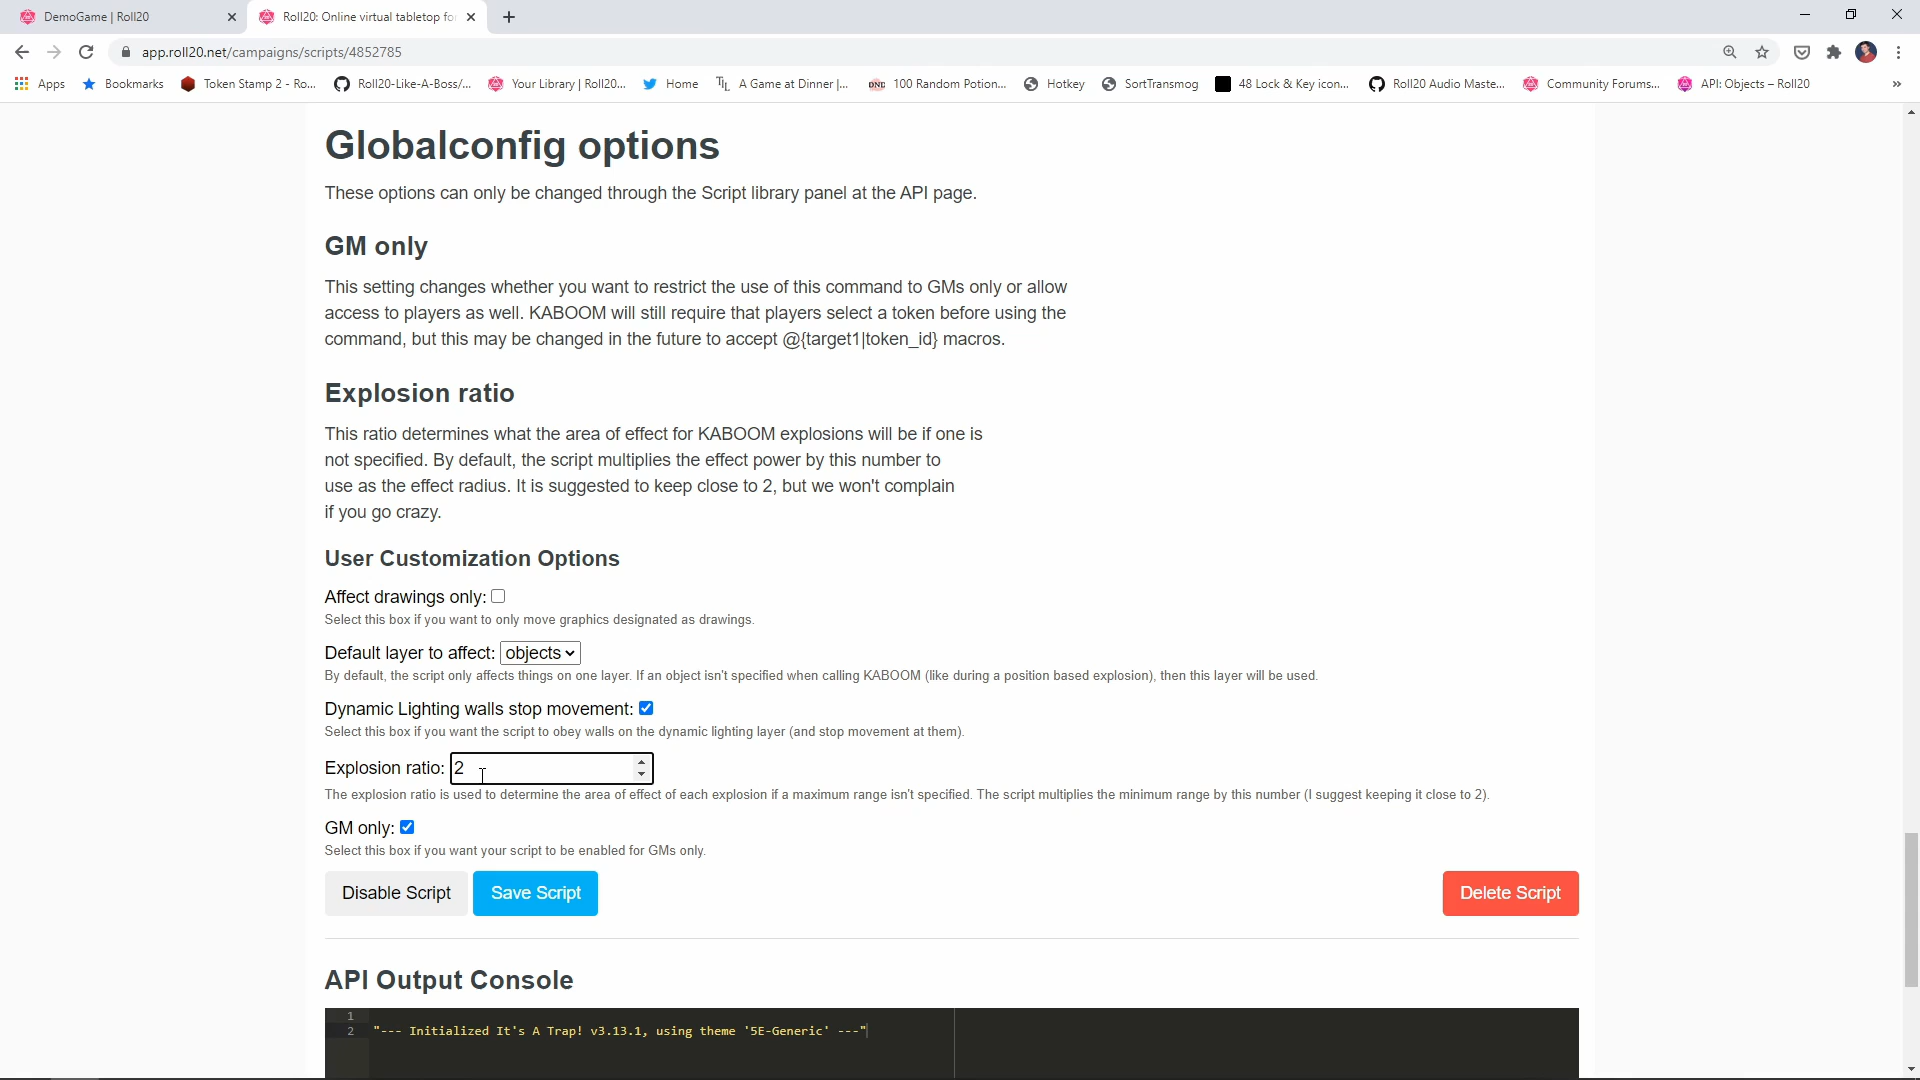 DemoGame | Roll20
Roll20: Online virtual tabletop fo
app.roll20.net/campaigns/scripts/4852785
Apps
Bookmarks
Token Stamp 2 - Ro...
Roll20-Like-A-Boss/...
Your Library | Roll20...
Home
TL A Game at Dinner |...
DND 100 Random Potion...
Hotkey
SortTransmog
48 Lock & Key icon...
Roll20 Audio Maste...
Community Forums...
API: Objects – Roll20
»
Globalconfig options
These options can only be changed through the Script library panel at the API page.
GM only
This setting changes whether you want to restrict the use of this command to GMs only or allow
access to players as well. KABOOM will still require that players select a token before using the
command, but this may be changed in the future to accept @{target1|token_id} macros.
Explosion ratio
This ratio determines what the area of effect for KABOOM explosions will be if one is
not specified. By default, the script multiplies the effect power by this number to
use as the effect radius. It is suggested to keep close to 2, but we won't complain
if you go crazy.
User Customization Options
Affect drawings only:
Select this box if you want to only move graphics designated as drawings.
Default layer to affect: objects
By default, the script only affects things on one layer. If an object isn't specified when calling KABOOM (like during a position based explosion), then this layer will be used.
Dynamic Lighting walls stop movement:
Select this box if you want the script to obey walls on the dynamic lighting layer (and stop movement at them).
Explosion ratio: 2
The explosion ratio is used to determine the area of effect of each explosion if a maximum range isn't specified. The script multiplies the minimum range by this number (I suggest keeping it close to 2).
GM only:
Select this box if you want your script to be enabled for GMs only.
Disable Script
Save Script
Delete Script
API Output Console
1
2 "--- Initialized It's A Trap! v3.13.1, using theme '5E-Generic' ---"